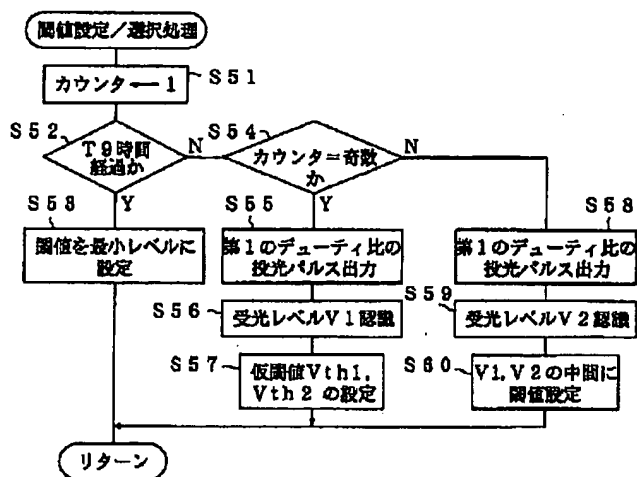 閾値設定／選択処理
カウンタ←1
S51
S52
T9時間
経過か
N
Y
S53
閾値を最小レベルに
設定
S54
カウンタ＝奇数
か
N
Y
S55
第1のデューティ比の
投光パルス出力
S56
受光レベルV1認識
S57
仮閾値Vth1，
Vth2 の設定
S58
第1のデューティ比の
投光パルス出力
S59
受光レベルV2認識
S60
V1，V2の中間に
閾値設定
リターン